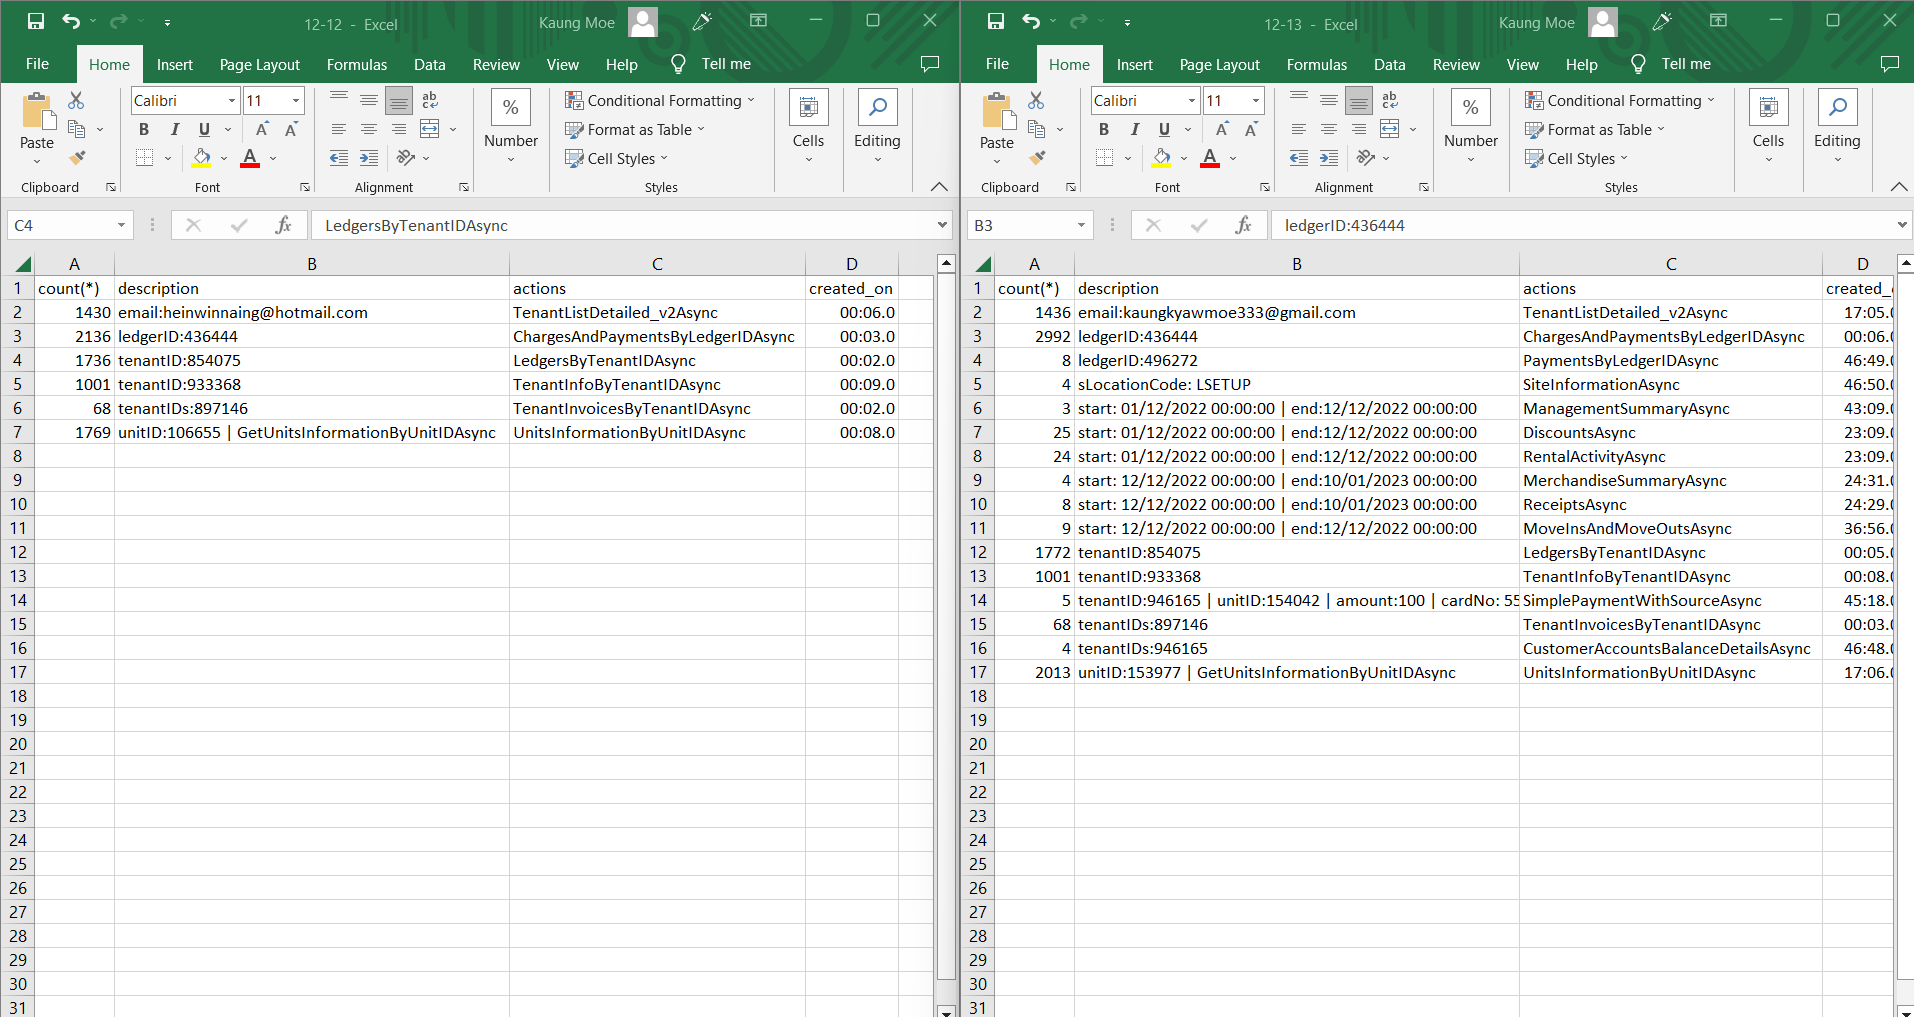 12-12 - Excel
Kaung Moe
File Home Insert Page Layout Formulas Data Review View Help Tell me
Paste
Clipboard
Calibri 11
B I U A A
A
Font
ab
c
Alignment
%
Number
Conditional Formatting
Format as Table
Cell Styles
Styles
Cells
Editing
C4 fx LedgersByTenantIDAsync
A B C D
1 count(*) description actions created_on
2 1430 email:heinwinnaing@hotmail.com TenantListDetailed_v2Async 00:06.0
3 2136 ledgerID:436444 ChargesAndPaymentsByLedgerIDAsync 00:03.0
4 1736 tenantID:854075 LedgersByTenantIDAsync 00:02.0
5 1001 tenantID:933368 TenantInfoByTenantIDAsync 00:09.0
6 68 tenantIDs:897146 TenantInvoicesByTenantIDAsync 00:02.0
7 1769 unitID:106655 | GetUnitsInformationByUnitIDAsync UnitsInformationByUnitIDAsync 00:08.0
8
9
10
11
12
13
14
15
16
17
18
19
20
21
22
23
24
25
26
27
28
29
30
31
12-13 - Excel
Kaung Moe
File Home Insert Page Layout Formulas Data Review View Help Tell me
Paste
Clipboard
Calibri 11
B I U A A
A
Font
ab
c
Alignment
%
Number
Conditional Formatting
Format as Table
Cell Styles
Styles
Cells
Editing
B3 fx ledgerID:436444
A B C D
1 count(*) description actions created_
2 1436 email:kaungkyawmoe333@gmail.com TenantListDetailed_v2Async 17:05.0
3 2992 ledgerID:436444 ChargesAndPaymentsByLedgerIDAsync 00:06.0
4 8 ledgerID:496272 PaymentsByLedgerIDAsync 46:49.0
5 4 sLocationCode: LSETUP SiteInformationAsync 46:50.0
6 3 start: 01/12/2022 00:00:00 | end:12/12/2022 00:00:00 ManagementSummaryAsync 43:09.0
7 25 start: 01/12/2022 00:00:00 | end:12/12/2022 00:00:00 DiscountsAsync 23:09.0
8 24 start: 01/12/2022 00:00:00 | end:12/12/2022 00:00:00 RentalActivityAsync 23:09.0
9 4 start: 12/12/2022 00:00:00 | end:10/01/2023 00:00:00 MerchandiseSummaryAsync 24:31.0
10 8 start: 12/12/2022 00:00:00 | end:10/01/2023 00:00:00 ReceiptsAsync 24:29.0
11 9 start: 12/12/2022 00:00:00 | end:12/12/2022 00:00:00 MoveInsAndMoveOutsAsync 36:56.0
12 1772 tenantID:854075 LedgersByTenantIDAsync 00:05.0
13 1001 tenantID:933368 TenantInfoByTenantIDAsync 00:08.0
14 5 tenantID:946165 | unitID:154042 | amount:100 | cardNo: 55 SimplePaymentWithSourceAsync 45:18.0
15 68 tenantIDs:897146 TenantInvoicesByTenantIDAsync 00:03.0
16 4 tenantIDs:946165 CustomerAccountsBalanceDetailsAsync 46:48.0
17 2013 unitID:153977 | GetUnitsInformationByUnitIDAsync UnitsInformationByUnitIDAsync 17:06.0
18
19
20
21
22
23
24
25
26
27
28
29
30
31